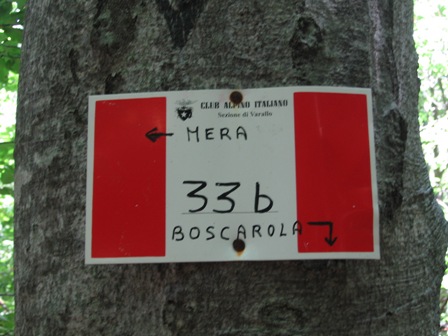 CLUB ALPINO ITALIANO
Sezione di Varallo
← MERA
33b
BOSCAROLA